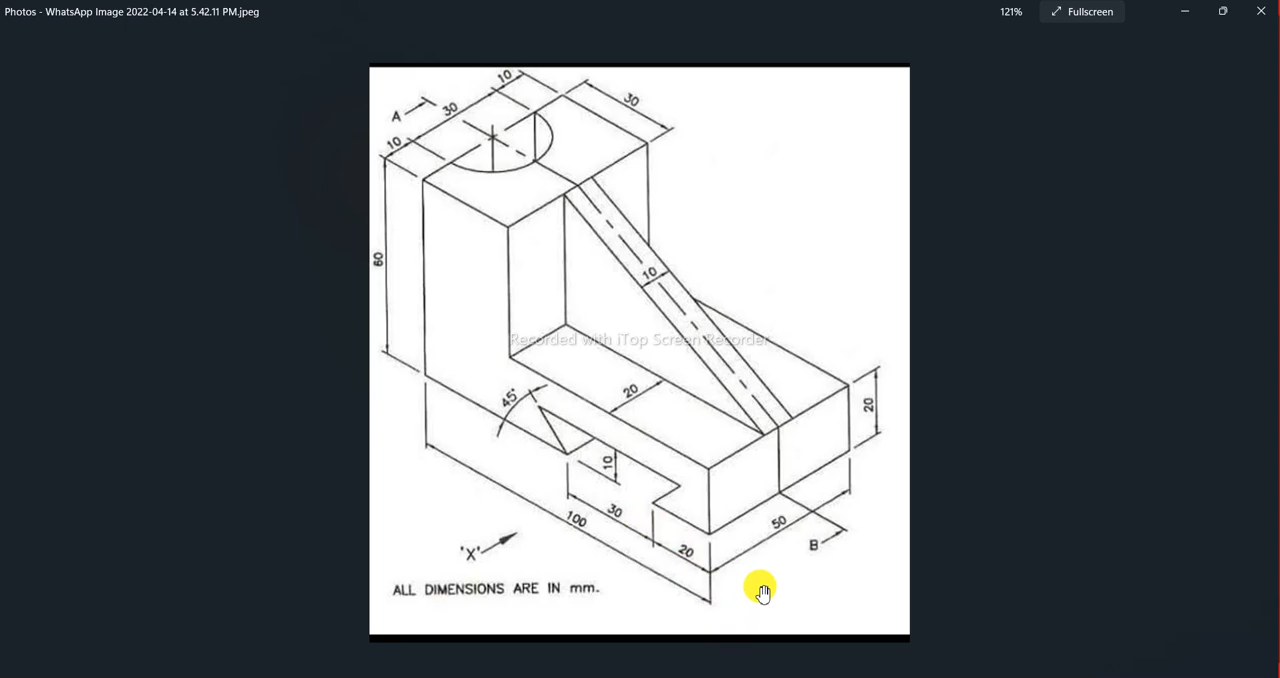 Photos - WhatsApp Image 2022-04-14 at 5.42.11 PM.jpeg
121%
Fullscreen
10
30
A
30
10
60
10
Recorded with iTop Screen Recorder
45°
20
20
10
30
100
50
B
20
'X'
ALL DIMENSIONS ARE IN mm.